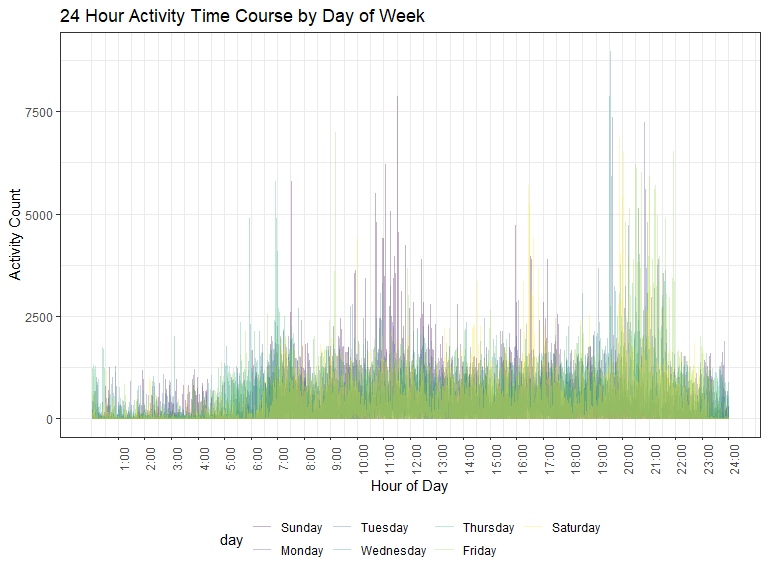 24 Hour Activity Time Course by Day of Week
7500
5000
2500
0
Activity Count
1:00 2:00 3:00 4:00 5:00 6:00 7:00 8:00 9:00 10:00 11:00 12:00 13:00 14:00 15:00 16:00 17:00 18:00 19:00 20:00 21:00 22:00 23:00 24:00
Hour of Day
day
Sunday Tuesday Thursday Saturday
Monday Wednesday Friday